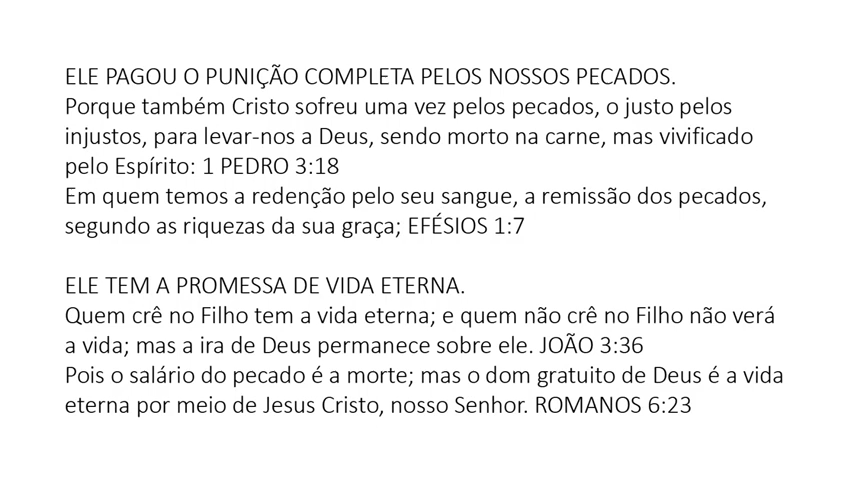 ELE PAGOU O PUNIÇÃO COMPLETA PELOS NOSSOS PECADOS.
Porque também Cristo sofreu uma vez pelos pecados, o justo pelos
injustos, para levar-nos a Deus, sendo morto na carne, mas vivificado
pelo Espírito: 1 PEDRO 3:18
Em quem temos a redenção pelo seu sangue, a remissão dos pecados,
segundo as riquezas da sua graça; EFÉSIOS 1:7
ELE TEM A PROMESSA DE VIDA ETERNA.
Quem crê no Filho tem a vida eterna; e quem não crê no Filho não verá
a vida; mas a ira de Deus permanece sobre ele. JOÃO 3:36
Pois o salário do pecado é a morte; mas o dom gratuito de Deus é a vida
eterna por meio de Jesus Cristo, nosso Senhor. ROMANOS 6:23